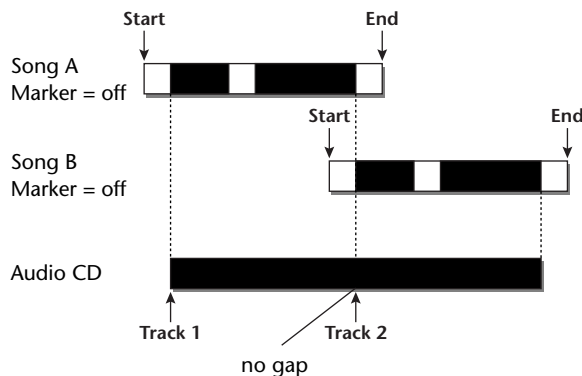 Start
End
Song A
Marker = off
Start
End
Song B
Marker = off
Audio CD
Track 1
Track 2
no gap